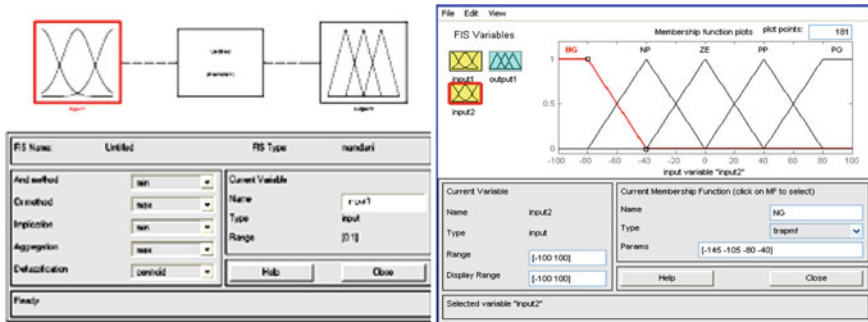 Untitled
(mamdani)
FIS Name: Untitled FIS Type mamdani
And method min
Or method max
Implication min
Aggregation max
Defuzzification centroid
Current Variable
Name input1
Type input
Range [0 1]
Help Close
Ready
File Edit View
FIS Variables
input1 output1
input2
Membership function plots plot points: 181
NG NP ZE PP PG
1
0.5
0
-100 -80 -60 -40 -20 0 20 40 60 80 100
input variable "input2"
Current Variable
Name input2
Type input
Range [-100 100]
Display Range [-100 100]
Current Membership Function (click on MF to select)
Name NG
Type trapmf
Params [-145 -105 -80 -40]
Help Close
Selected variable "input2"